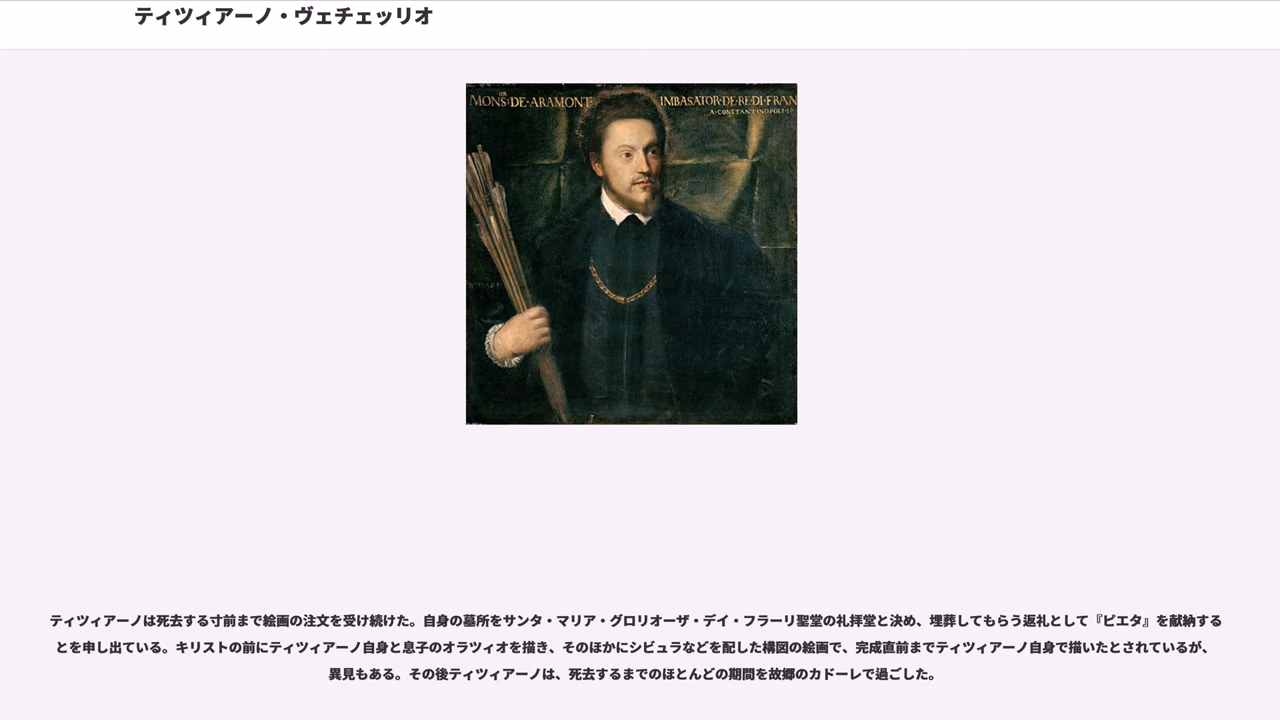 ティツィアーノ・ヴェチェッリオ
MONS^OR·DE·ARAMONT· IMBASATOR·DE·RE·DI·FRAN
A·CONSTANTINOPOLI·
ティツィアーノは死去する寸前まで絵画の注文を受け続けた。自身の墓所をサンタ・マリア・グロリオーザ・デイ・フラーリ聖堂の礼拝堂と決め、埋葬してもらう返礼として『ピエタ』を献納する
とを申し出ている。キリストの前にティツィアーノ自身と息子のオラツィオを描き、そのほかにシビュラなどを配した構図の絵画で、完成直前までティツィアーノ自身で描いたとされているが、
異見もある。その後ティツィアーノは、死去するまでのほとんどの期間を故郷のカドーレで過ごした。